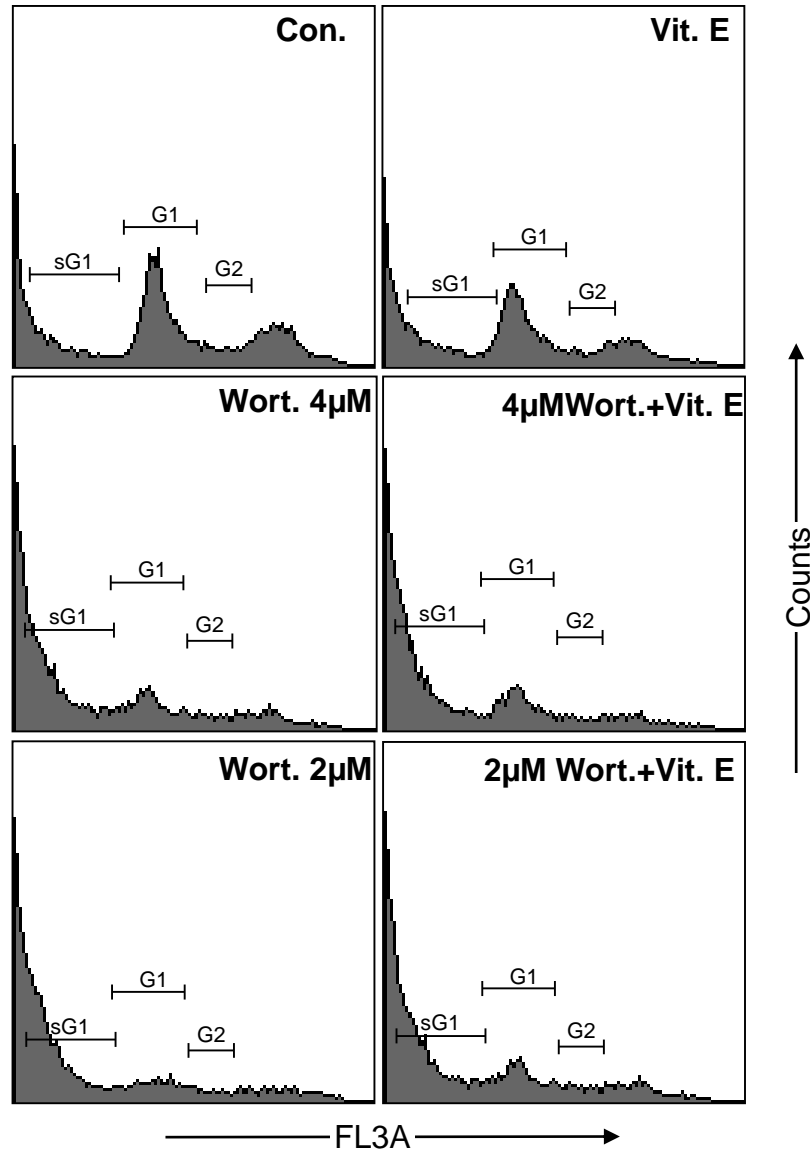 Con.
G1
sG1
G2
Vit. E
G1
sG1
G2
Wort. 4µM
G1
sG1
G2
4µMWort.+Vit. E
G1
sG1
G2
Wort. 2µM
G1
sG1
G2
2µM Wort.+Vit. E
G1
sG1
G2
Counts
FL3A